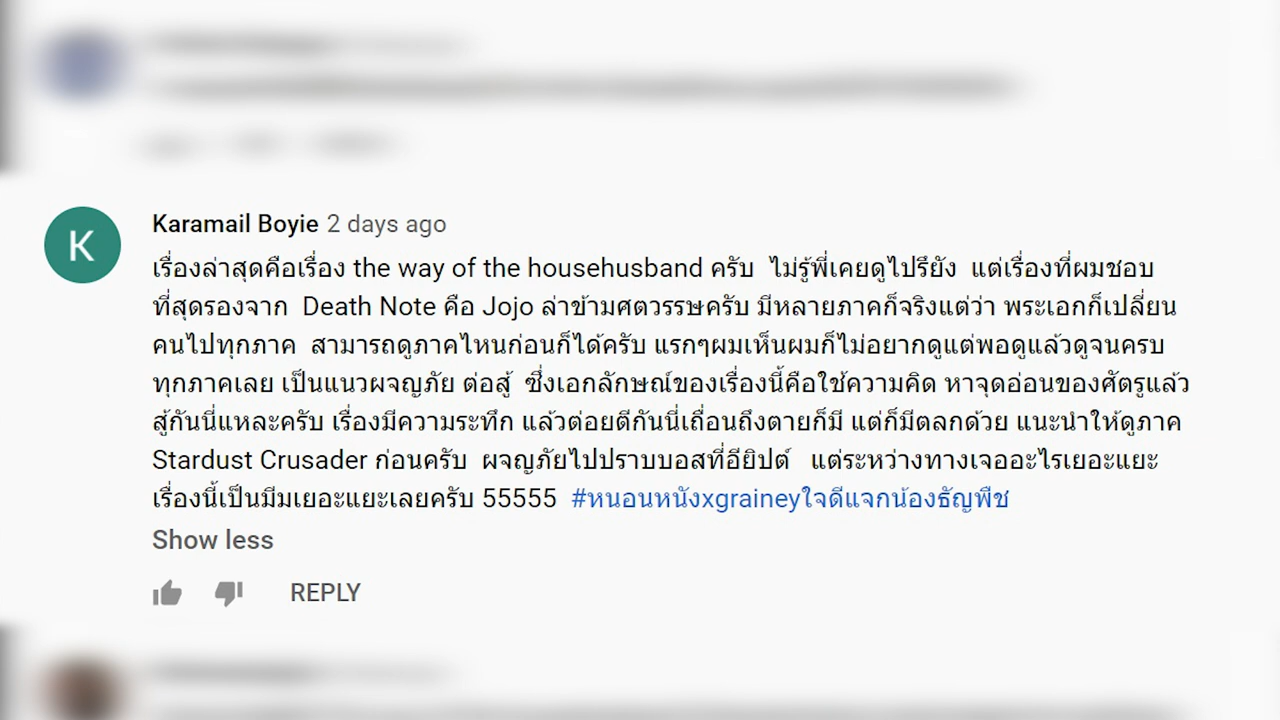 Karamail Boyie 2 days ago
เรื่องล่าสุดคือเรื่อง the way of the househusband ครับ ไม่รู้พี่เคยดูไปรึยัง แต่เรื่องที่ผมชอบ
ที่สุดรองจาก Death Note คือ Jojo ล่าข้ามศตวรรษครับ มีหลายภาคก็จริงแต่ว่า พระเอกก็เปลี่ยน
คนไปทุกภาค สามารถดูภาคไหนก่อนก็ได้ครับ แรกๆผมเห็นผมก็ไม่อยากดูแต่พอดูแล้วดูจนครบ
ทุกภาคเลย เป็นแนวผจญภัย ต่อสู้ ซึ่งเอกลักษณ์ของเรื่องนี้คือใช้ความคิด หาจุดอ่อนของศัตรูแล้ว
สู้กันนี่แหละครับ เรื่องมีความระทึก แล้วต่อยตีกันนี่เถื่อนถึงตายก็มี แต่ก็มีตลกด้วย แนะนำให้ดูภาค
Stardust Crusader ก่อนครับ ผจญภัยไปปราบบอสที่อียิปต์ แต่ระหว่างทางเจออะไรเยอะแยะ
เรื่องนี้เป็นมีมเยอะแยะเลยครับ 55555 #หนอนหนังxgraineyใจดีแจกน้องธัญพืช
Show less
REPLY
K